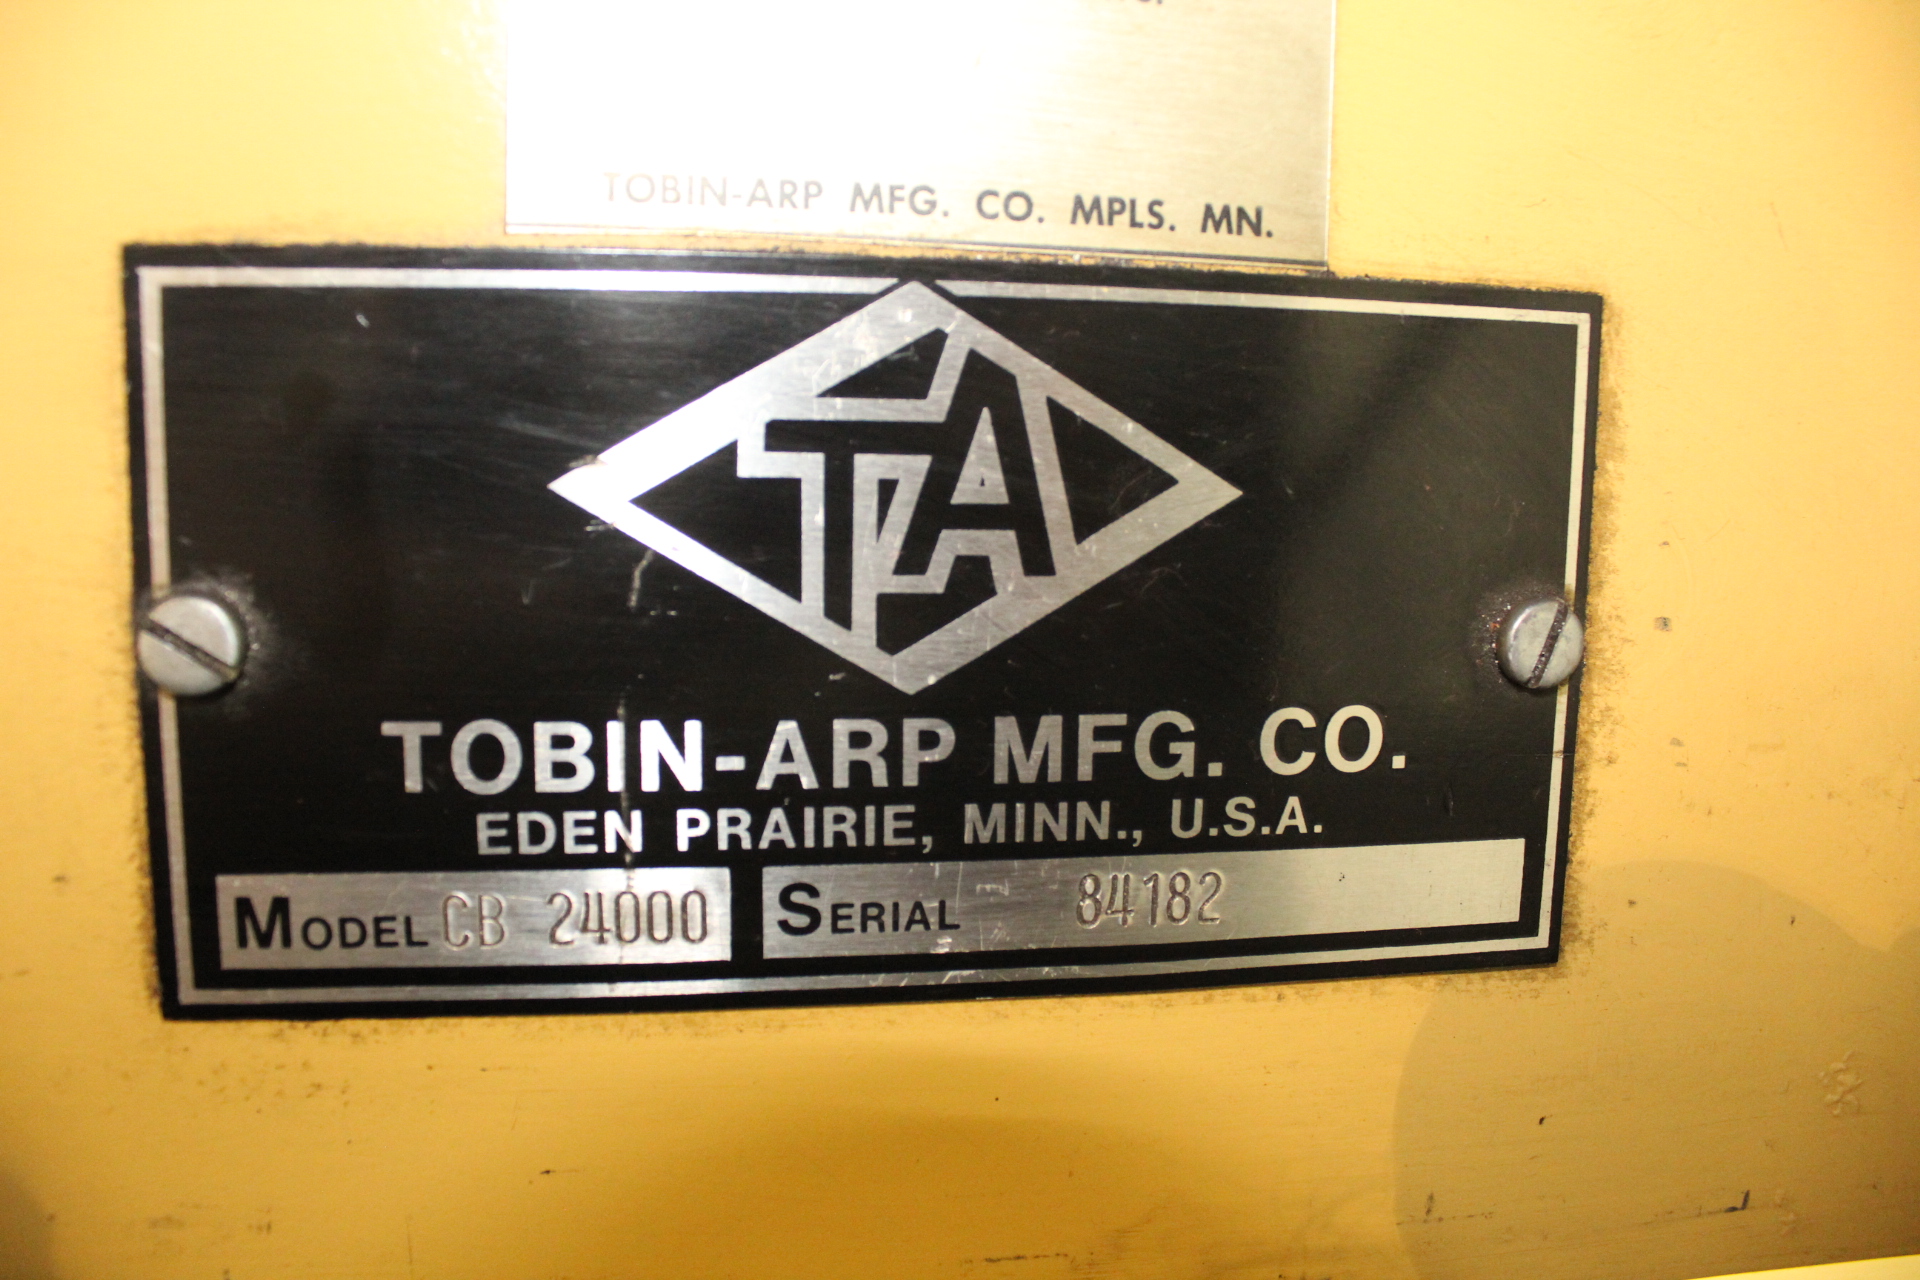 TOBIN-ARP MFG. CO. MPLS. MN.
TA
TOBIN-ARP MFG. CO.
EDEN PRAIRIE, MINN., U.S.A.
MODEL CB 24000 SERIAL 84182